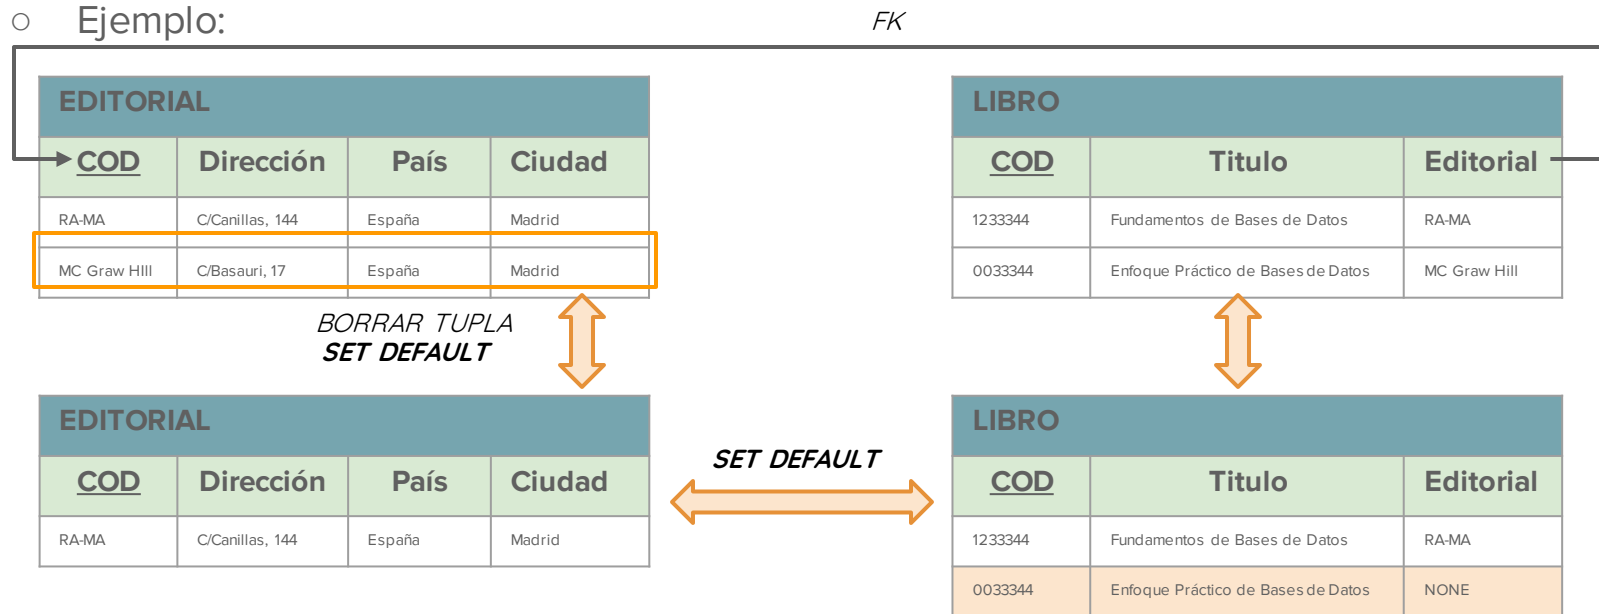 ○ Ejemplo:
FK
EDITORIAL
COD Dirección País Ciudad
RA-MA C/Canillas, 144 España Madrid
MC Graw HIll C/Basauri, 17 España Madrid
LIBRO
COD Titulo Editorial
1233344 Fundamentos de Bases de Datos RA-MA
0033344 Enfoque Práctico de Bases de Datos MC Graw Hill
BORRAR TUPLA
SET DEFAULT
EDITORIAL
COD Dirección País Ciudad
RA-MA C/Canillas, 144 España Madrid
SET DEFAULT
LIBRO
COD Titulo Editorial
1233344 Fundamentos de Bases de Datos RA-MA
0033344 Enfoque Práctico de Bases de Datos NONE